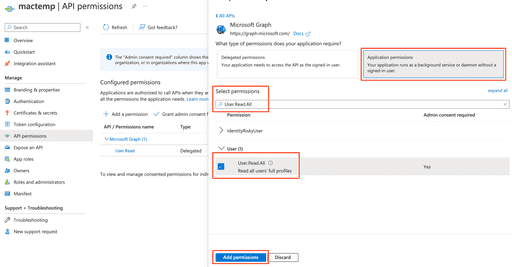 mactemp | API permissions
Search
Refresh
Got feedback?
Overview
Quickstart
Integration assistant
Manage
Branding & properties
Authentication
Certificates & secrets
Token configuration
API permissions
Expose an API
App roles
Owners
Roles and administrators
Manifest
Support + Troubleshooting
Troubleshooting
New support request
The "Admin consent required" column shows the
organization, or in organizations where this app wi
Configured permissions
Applications are authorized to call APIs when they are
all the permissions the application needs. Learn more
Add a permission
Grant admin consent f
API / Permissions name
Type
Microsoft Graph (1)
User.Read
Delegated
To view and manage consented permissions for indiv
All APIs
Microsoft Graph
https://graph.microsoft.com/ Docs
What type of permissions does your application require?
Delegated permissions
Your application needs to access the API as the signed-in user.
Application permissions
Your application runs as a background service or daemon without a
signed-in user.
Select permissions
expand all
User.Read.All
Permission
Admin consent required
IdentityRiskyUser
User (1)
User.Read.All
Read all users' full profiles
Yes
Add permissions
Discard